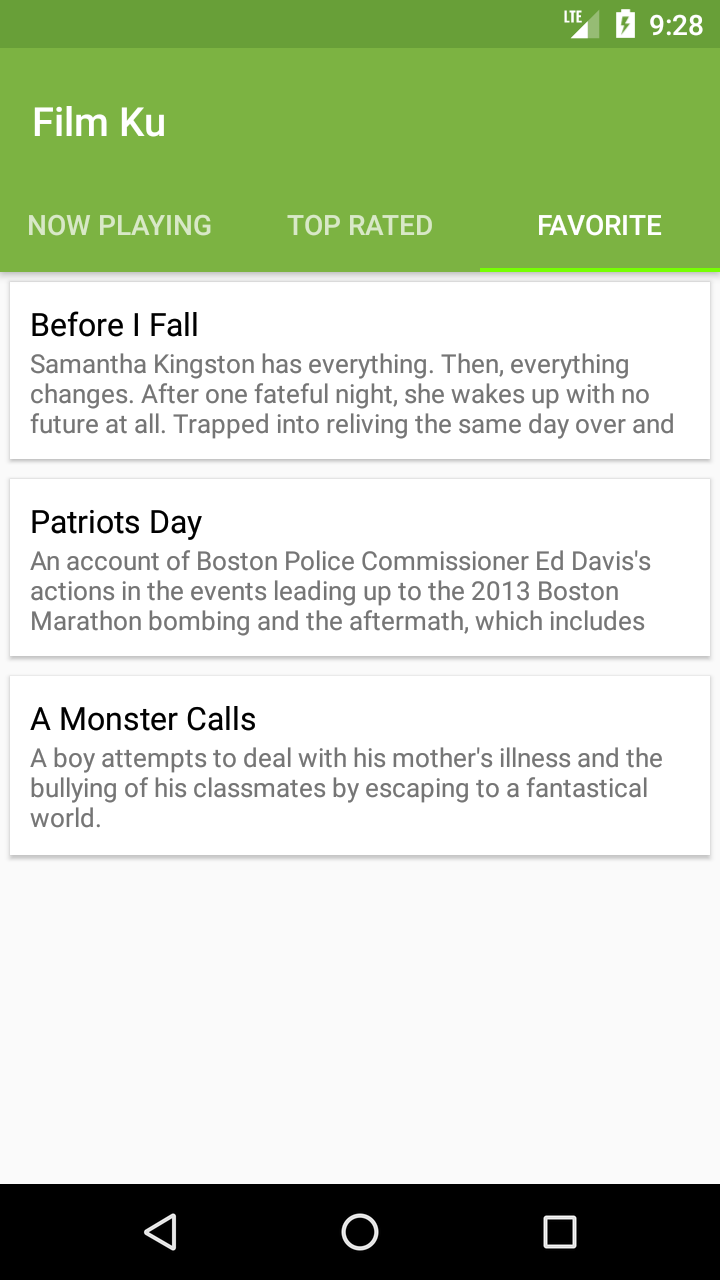 LTE 9:28
Film Ku
NOW PLAYING TOP RATED FAVORITE
Before I Fall
Samantha Kingston has everything. Then, everything
changes. After one fateful night, she wakes up with no
future at all. Trapped into reliving the same day over and
Patriots Day
An account of Boston Police Commissioner Ed Davis's
actions in the events leading up to the 2013 Boston
Marathon bombing and the aftermath, which includes
A Monster Calls
A boy attempts to deal with his mother's illness and the
bullying of his classmates by escaping to a fantastical
world.